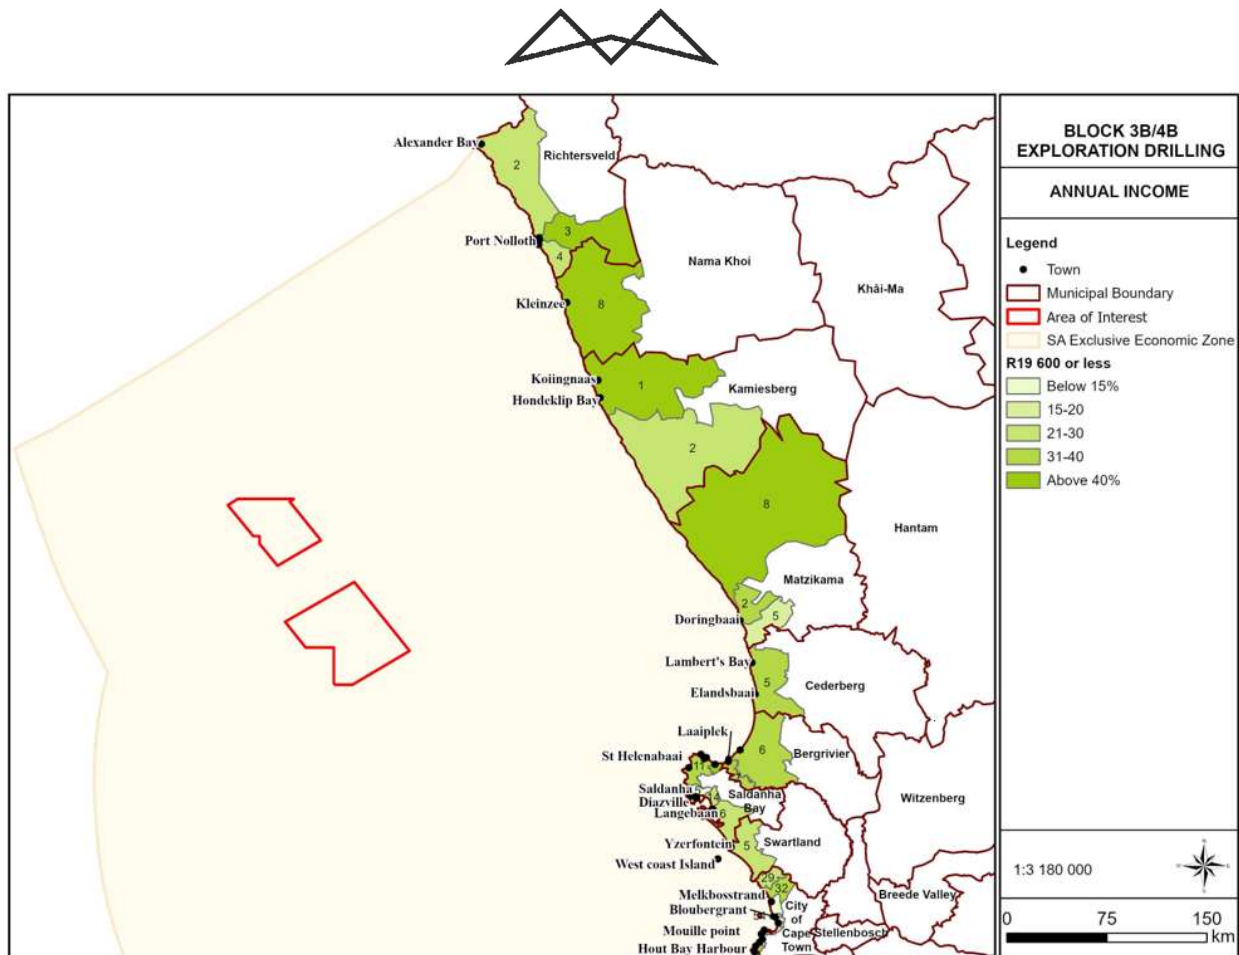 Alexander Bay
Richtersveld
2
3
Port Nolloth
4
Nama Khoi
Khâi-Ma
Kleinzee
8
Koiingnaas
1
Kamiesberg
Hondeklip Bay
2
8
Hantam
Matzikama
2
5
Doringbaai
Lambert's Bay
5
Cederberg
Elandsbaai
Laaiplek
6
Bergrivier
St Helenabaai
11
Saldanha
5
Diazville
14
Saldanha
Bay
Witzenberg
Langebaan
6
Yzerfontein
5
Swartland
West coast Island
29
32
Melkbosstrand
Breede Valley
Bloubergrant
City
of
Cape
Town
Mouille point
Stellenbosch
Hout Bay Harbour
BLOCK 3B/4B
EXPLORATION DRILLING
ANNUAL INCOME
Legend
Town
Municipal Boundary
Area of Interest
SA Exclusive Economic Zone
R19 600 or less
Below 15%
15-20
21-30
31-40
Above 40%
1:3 180 000
0 75 150
km